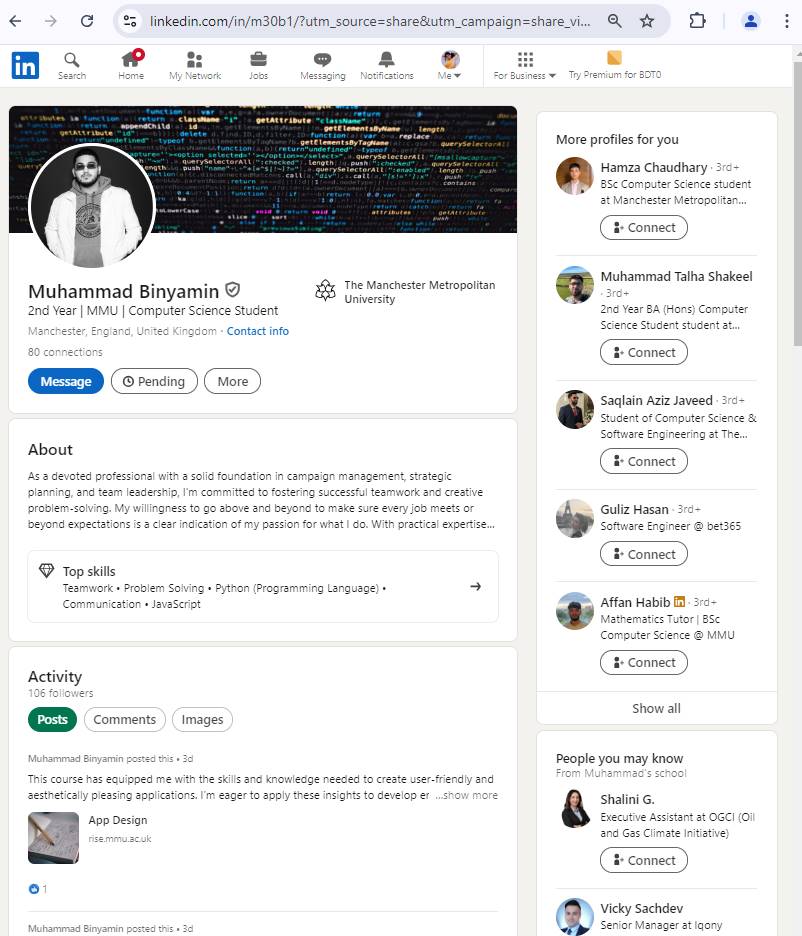 linkedin.com/in/m30b1/?utm_source=share&utm_campaign=share_vi...
in
Search
Home
My Network
Jobs
Messaging
Notifications
Me
For Business
Try Premium for BDT0
Muhammad Binyamin
2nd Year | MMU | Computer Science Student
Manchester, England, United Kingdom · Contact info
80 connections
The Manchester Metropolitan
University
Message
Pending
More
About
As a devoted professional with a solid foundation in campaign management, strategic
planning, and team leadership, I'm committed to fostering successful teamwork and creative
problem-solving. My willingness to go above and beyond to make sure every job meets or
beyond expectations is a clear indication of my passion for what I do. With practical expertise...
Top skills
Teamwork • Problem Solving • Python (Programming Language) •
Communication • JavaScript
Activity
106 followers
Posts
Comments
Images
Muhammad Binyamin posted this • 3d
This course has equipped me with the skills and knowledge needed to create user-friendly and
aesthetically pleasing applications. I'm eager to apply these insights to develop er ...show more
App Design
rise.mmu.ac.uk
1
Muhammad Binyamin posted this • 3d
More profiles for you
Hamza Chaudhary · 3rd+
BSc Computer Science student
at Manchester Metropolitan...
Connect
Muhammad Talha Shakeel
· 3rd+
2nd Year BA (Hons) Computer
Science Student student at...
Connect
Saqlain Aziz Javeed · 3rd+
Student of Computer Science &
Software Engineering at The...
Connect
Guliz Hasan · 3rd+
Software Engineer @ bet365
Connect
Affan Habib in · 3rd+
Mathematics Tutor | BSc
Computer Science @ MMU
Connect
Show all
People you may know
From Muhammad's school
Shalini G.
Executive Assistant at OGCI (Oil
and Gas Climate Initiative)
Connect
Vicky Sachdev
Senior Manager at Iqony